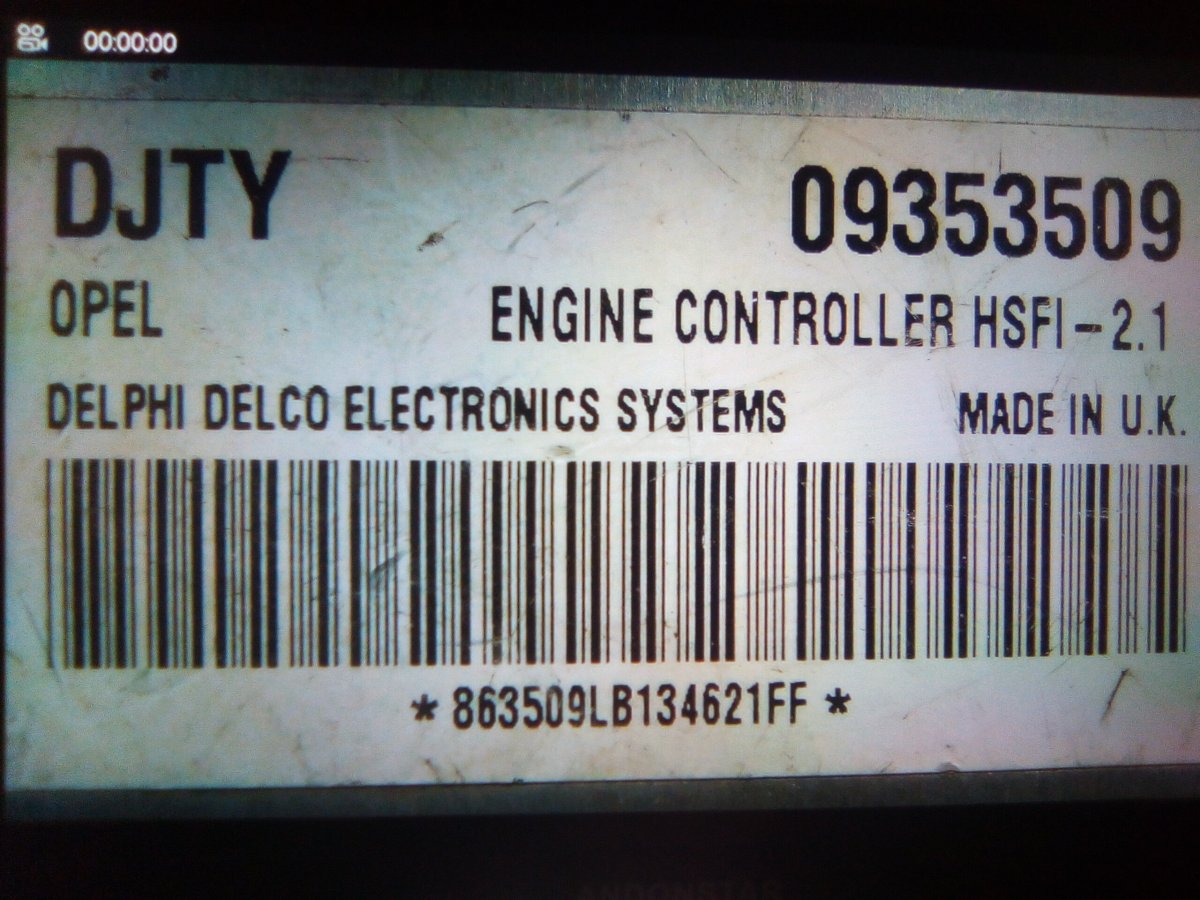 00:00:00
DJTY 09353509
OPEL ENGINE CONTROLLER HSFI-2.1
DELPHI DELCO ELECTRONICS SYSTEMS MADE IN U.K.
*863509LB134621FF*